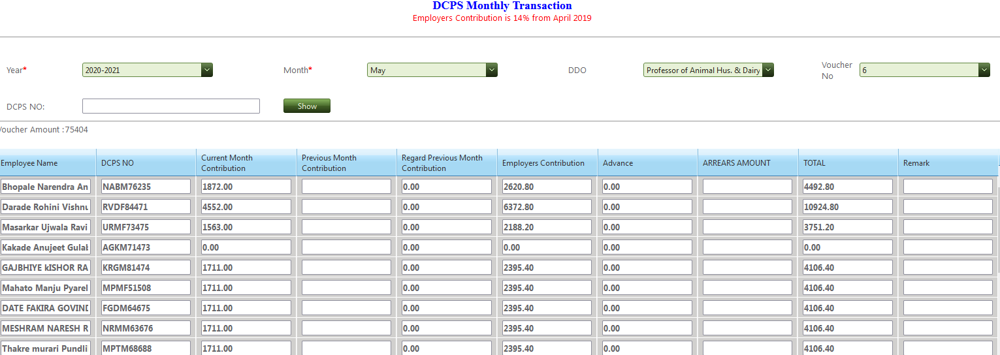 DCPS Monthly Transaction
Employers Contribution is 14% from April 2019
Year* 2020-2021 Month* May DDO Professor of Animal Hus. & Dairy Voucher No 6
DCPS NO: Show
Voucher Amount :75404
Employee Name DCPS NO Current Month Contribution Previous Month Contribution Regard Previous Month Contribution Employers Contribution Advance ARREARS AMOUNT TOTAL Remark
Bhopale Narendra An NABM76235 1872.00 0.00 2620.80 0.00 4492.80
Darade Rohini Vishnu RVDF84471 4552.00 0.00 6372.80 0.00 10924.80
Masarkar Ujwala Ravi URMF73475 1563.00 0.00 2188.20 0.00 3751.20
Kakade Anujeet Gulab AGKM71473 0.00 0.00 0.00 0.00 0.00
GAJBHIYE kISHOR RA KRGM81474 1711.00 0.00 2395.40 0.00 4106.40
Mahato Manju Pyarel MPMF51508 1711.00 0.00 2395.40 0.00 4106.40
DATE FAKIRA GOVIND FGDM64675 1711.00 0.00 2395.40 0.00 4106.40
MESHRAM NARESH R NRMM63676 1711.00 0.00 2395.40 0.00 4106.40
Thakre murari Pundli MPTM68688 1711.00 0.00 2395.40 0.00 4106.40